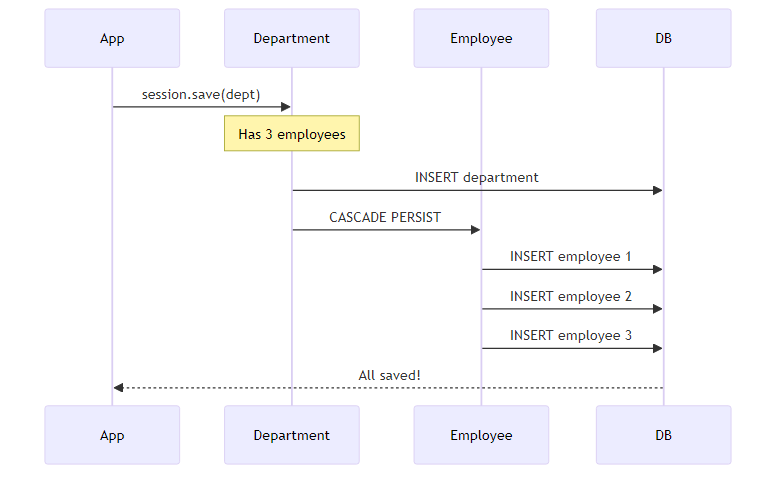 App
Department
Employee
DB
session.save(dept)
Has 3 employees
INSERT department
CASCADE PERSIST
INSERT employee 1
INSERT employee 2
INSERT employee 3
All saved!
App
Department
Employee
DB